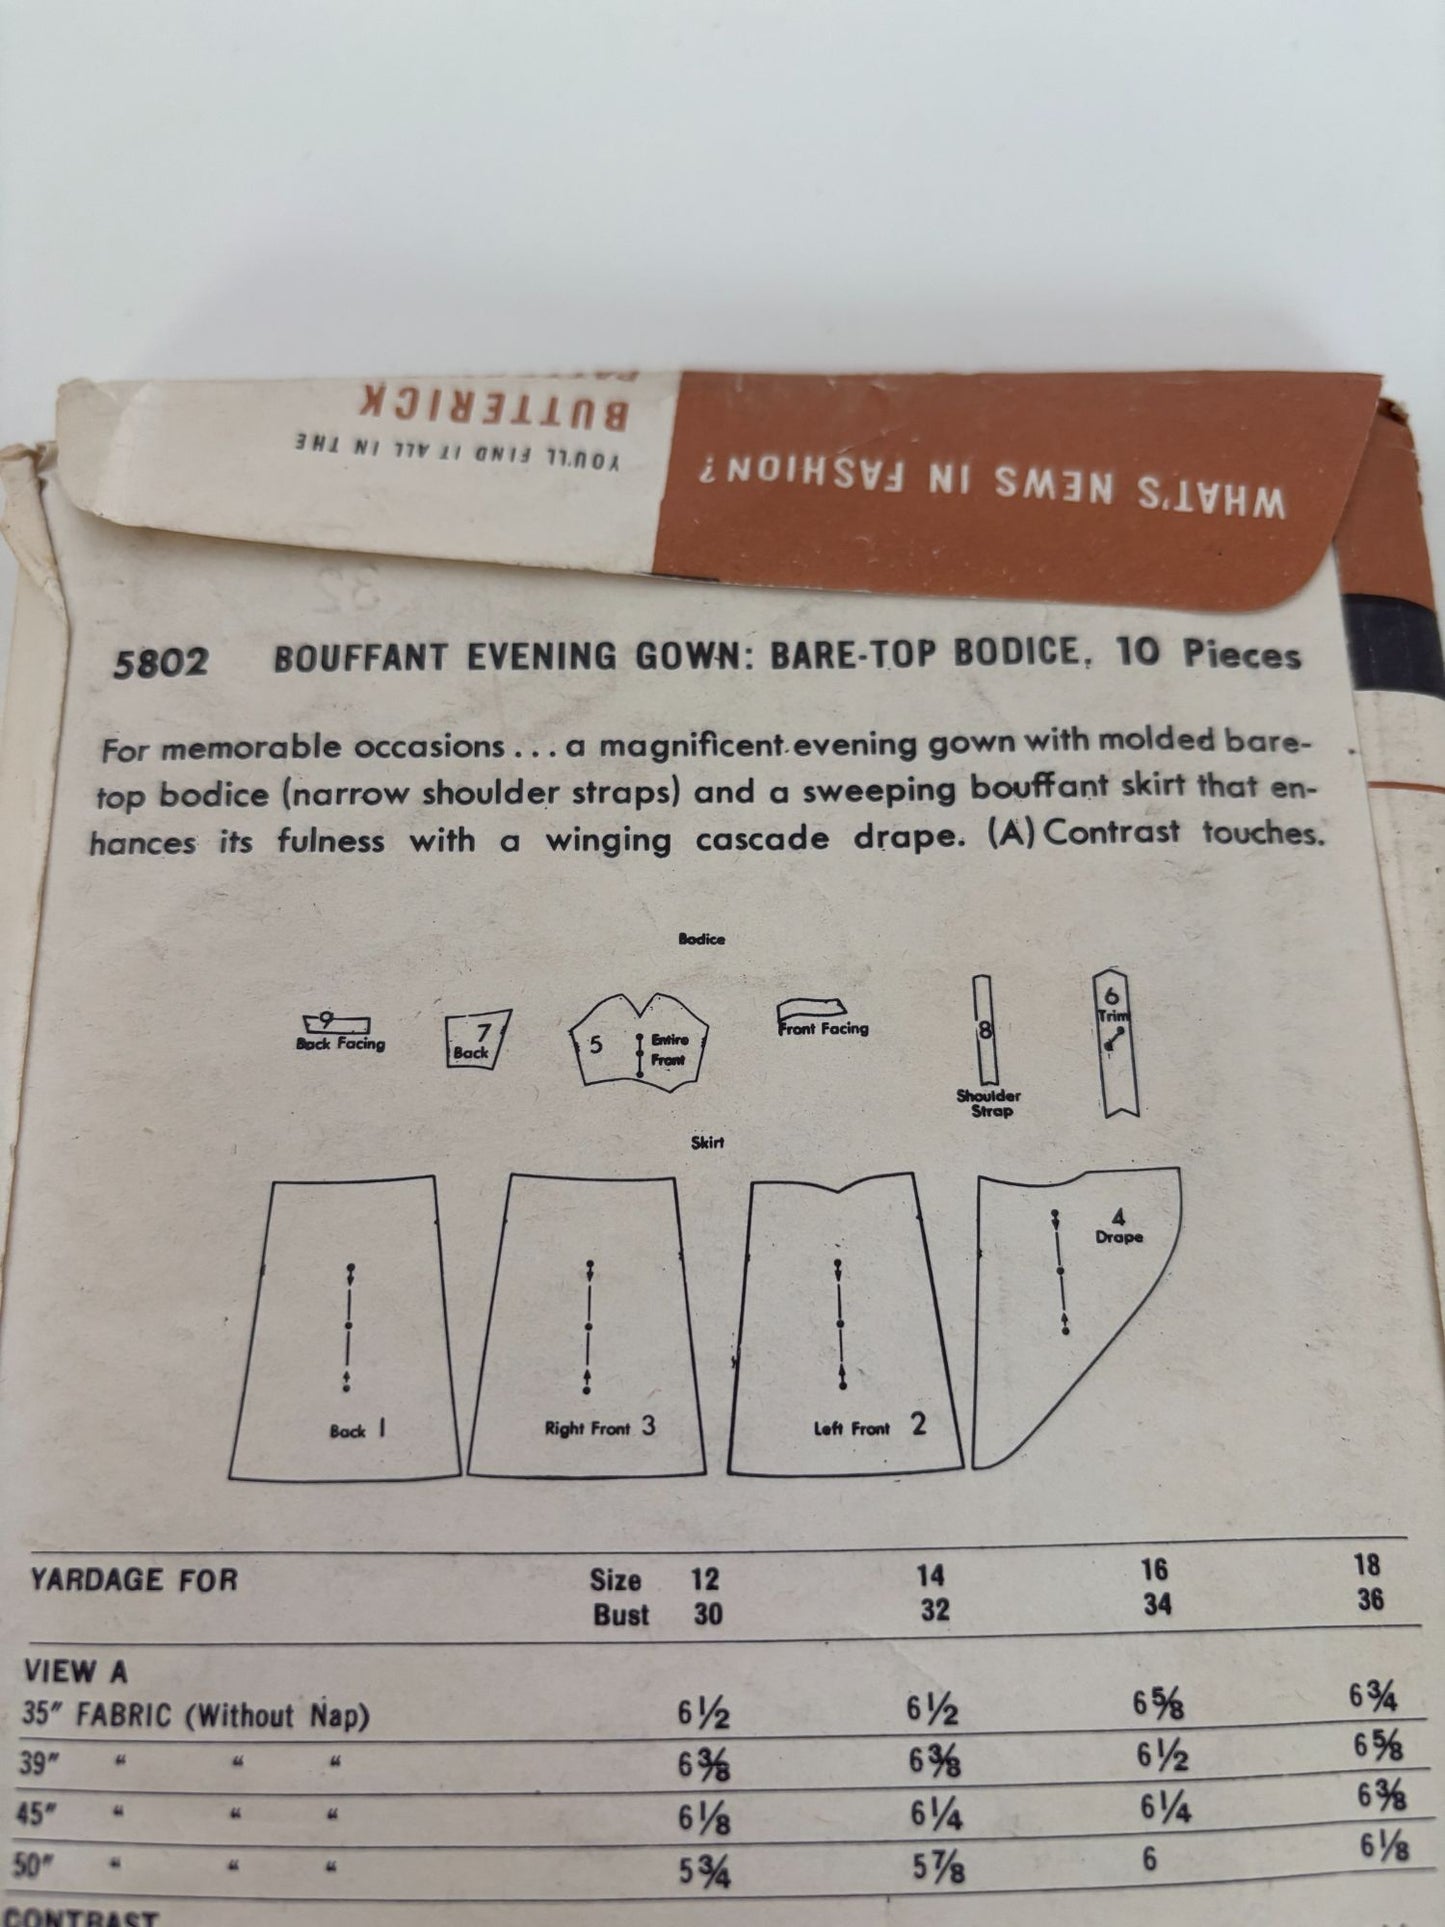 BUTTERICK
YOU'LL FIND IT ALL IN THE
WHAT'S NEWS IN FASHION?
32
5802 BOUFFANT EVENING GOWN: BARE-TOP BODICE, 10 Pieces
For memorable occasions . . . a magnificent evening gown with molded bare-
top bodice (narrow shoulder straps) and a sweeping bouffant skirt that en-
hances its fulness with a winging cascade drape. (A) Contrast touches.
Bodice
9
Back Facing
7
Back
5 Entire
Front
Front Facing
8
Shoulder
Strap
6
Trim
Skirt
Back 1
Right Front 3
Left Front 2
4
Drape
YARDAGE FOR Size 12 14 16 18
Bust 30 32 34 36
VIEW A
35" FABRIC (Without Nap) 6½ 6½ 6⅝ 6¾
39" “ “ “ 6⅜ 6⅜ 6½ 6⅝
45" “ “ “ 6⅛ 6¼ 6¼ 6⅜
50" “ “ “ 5¾ 5⅞ 6 6⅛
CONTRAST